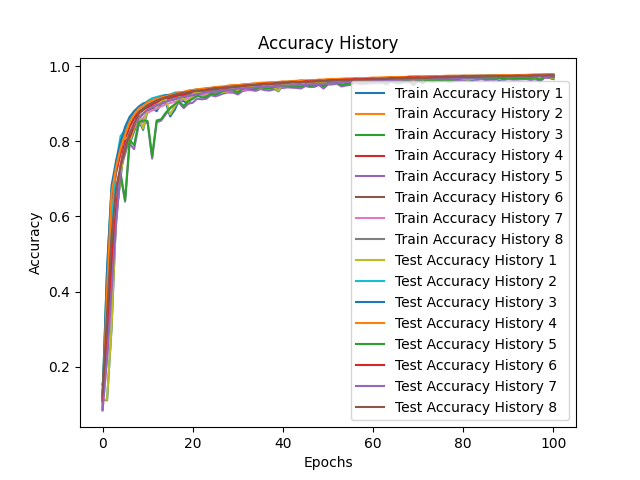 Accuracy History
1.0
0.8
0.6
0.4
0.2
Accuracy
0
20
40
60
80
100
Epochs
Train Accuracy History 1
Train Accuracy History 2
Train Accuracy History 3
Train Accuracy History 4
Train Accuracy History 5
Train Accuracy History 6
Train Accuracy History 7
Train Accuracy History 8
Test Accuracy History 1
Test Accuracy History 2
Test Accuracy History 3
Test Accuracy History 4
Test Accuracy History 5
Test Accuracy History 6
Test Accuracy History 7
Test Accuracy History 8